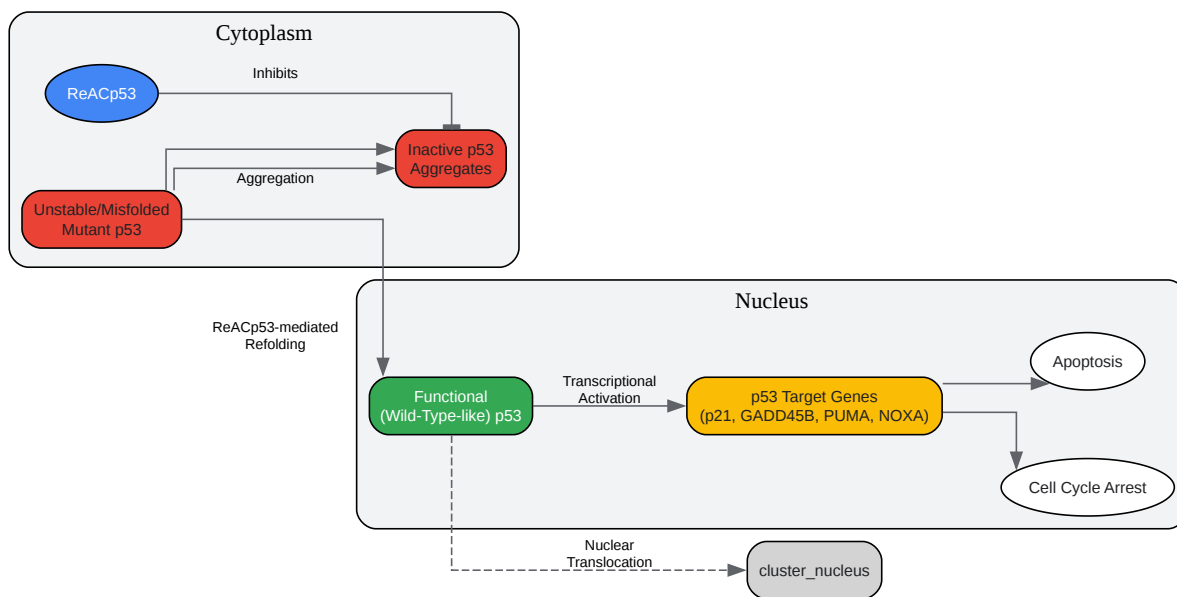 Cytoplasm
Inhibits
ReACp53
Inactive p53
Aggregates
Aggregation
Unstable/Misfolded
Mutant p53
Nucleus
ReACp53-mediated
Refolding
Apoptosis
Functional
(Wild-Type-like) p53
Transcriptional
Activation
p53 Target Genes
(p21, GADD45B, PUMA, NOXA)
Cell Cycle Arrest
Nuclear
Translocation
cluster_nucleus